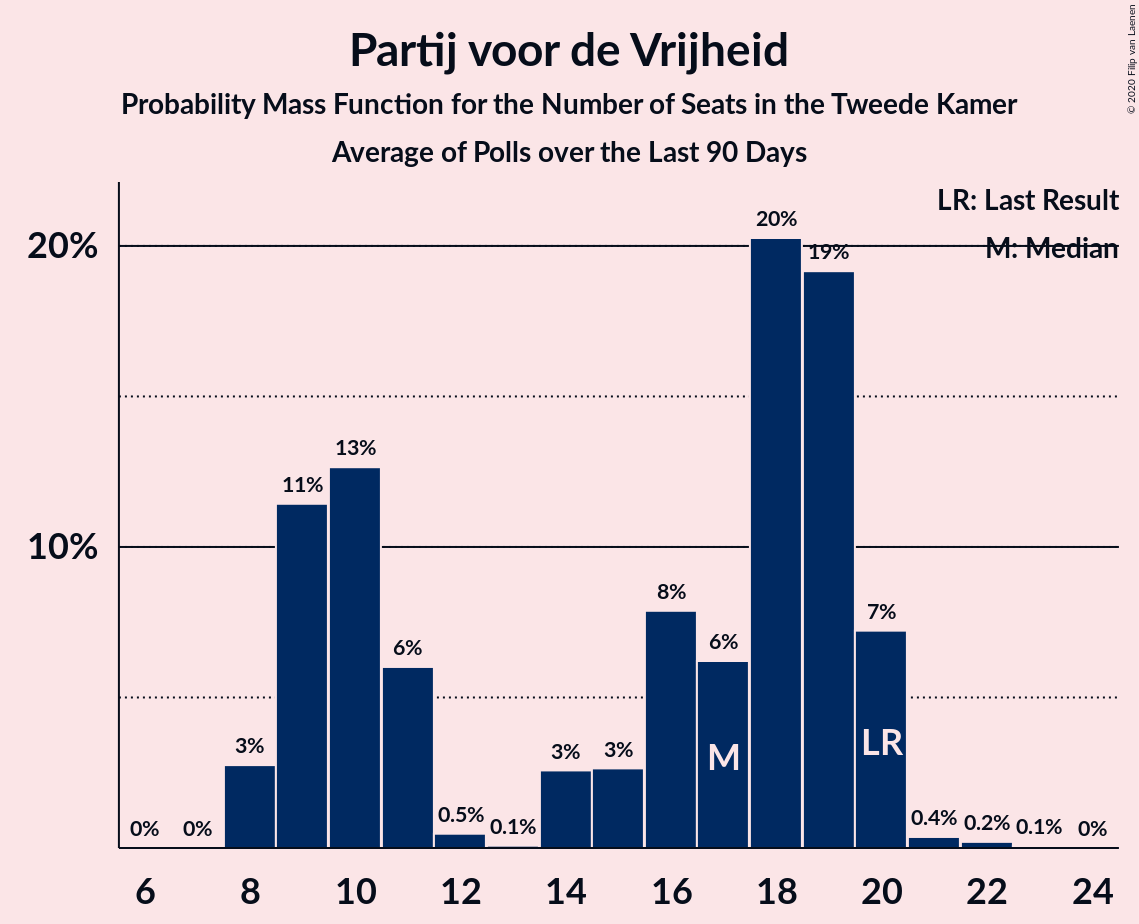 Partij voor de Vrijheid
Probability Mass Function for the Number of Seats in the Tweede Kamer
Average of Polls over the Last 90 Days
© 2020 Filip van Laenen
LR: Last Result
M: Median
20%
10%
0%
0%
3%
11%
13%
6%
0.5%
0.1%
3%
3%
8%
6%
20%
19%
7%
0.4%
0.2%
0.1%
0%
M
LR
6 8 10 12 14 16 18 20 22 24